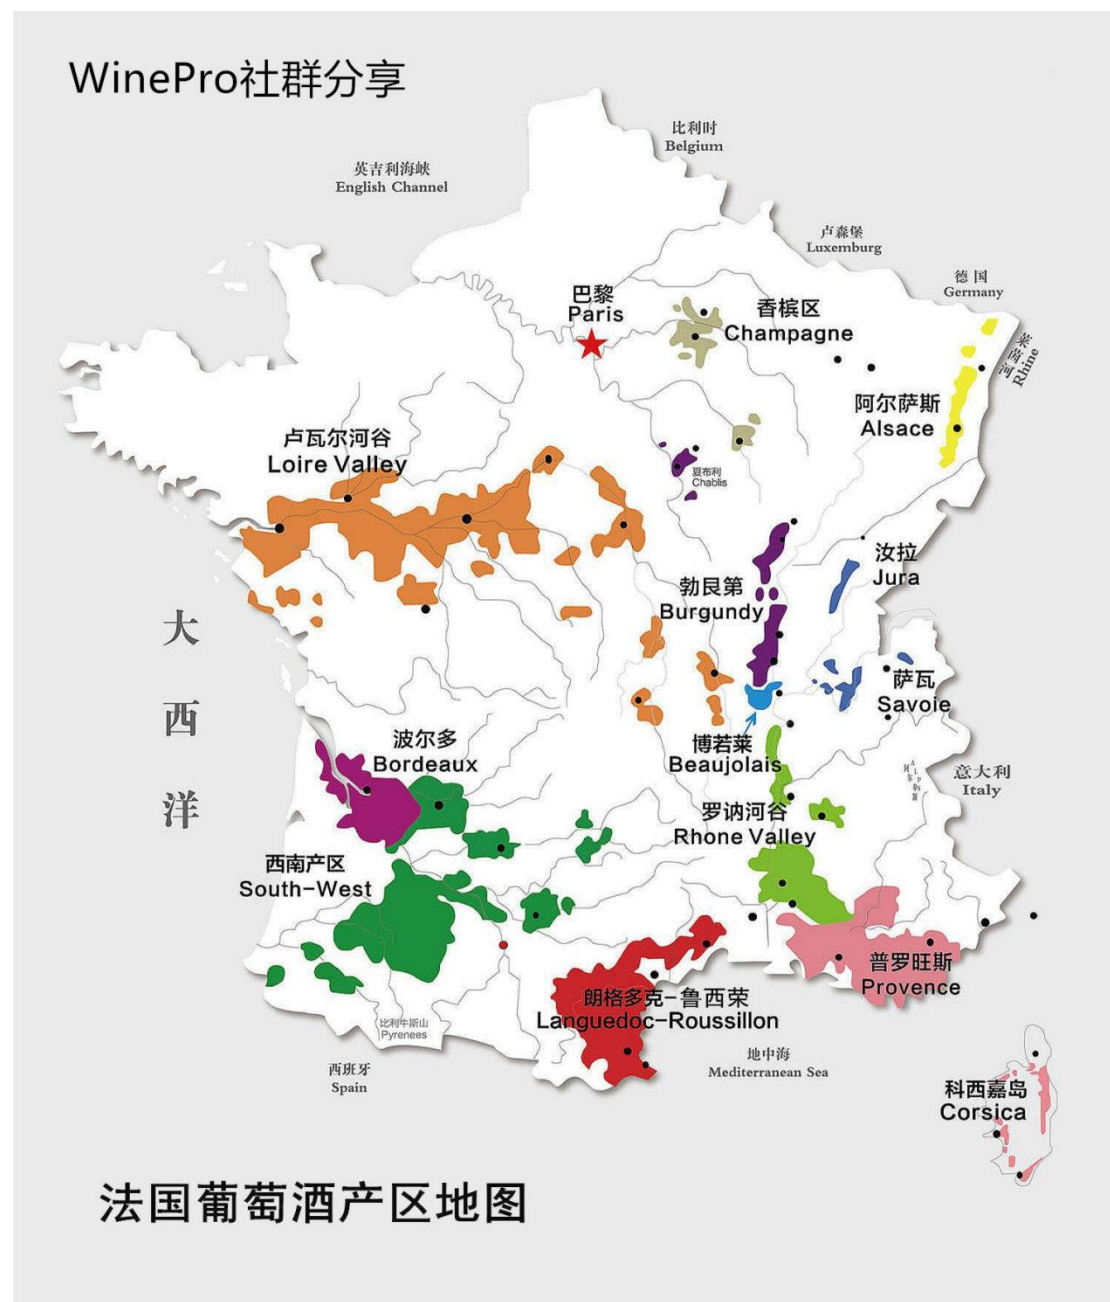 WinePro社群分享
比利时
Belgium
英吉利海峡
English Channel
卢森堡
Luxemburg
德国
Germany
莱茵河
Rhine
巴黎
Paris
香槟区
Champagne
阿尔萨斯
Alsace
卢瓦尔河谷
Loire Valley
夏布利
Chablis
汝拉
Jura
勃艮第
Burgundy
大西洋
萨瓦
Savoie
波尔多
Bordeaux
博若莱
Beaujolais
意大利
Italy
罗讷河谷
Rhone Valley
西南产区
South-West
普罗旺斯
Provence
朗格多克-鲁西荣
Languedoc-Roussillon
比利牛斯山
Pyrenees
西班牙
Spain
地中海
Mediterranean Sea
科西嘉岛
Corsica
法国葡萄酒产区地图